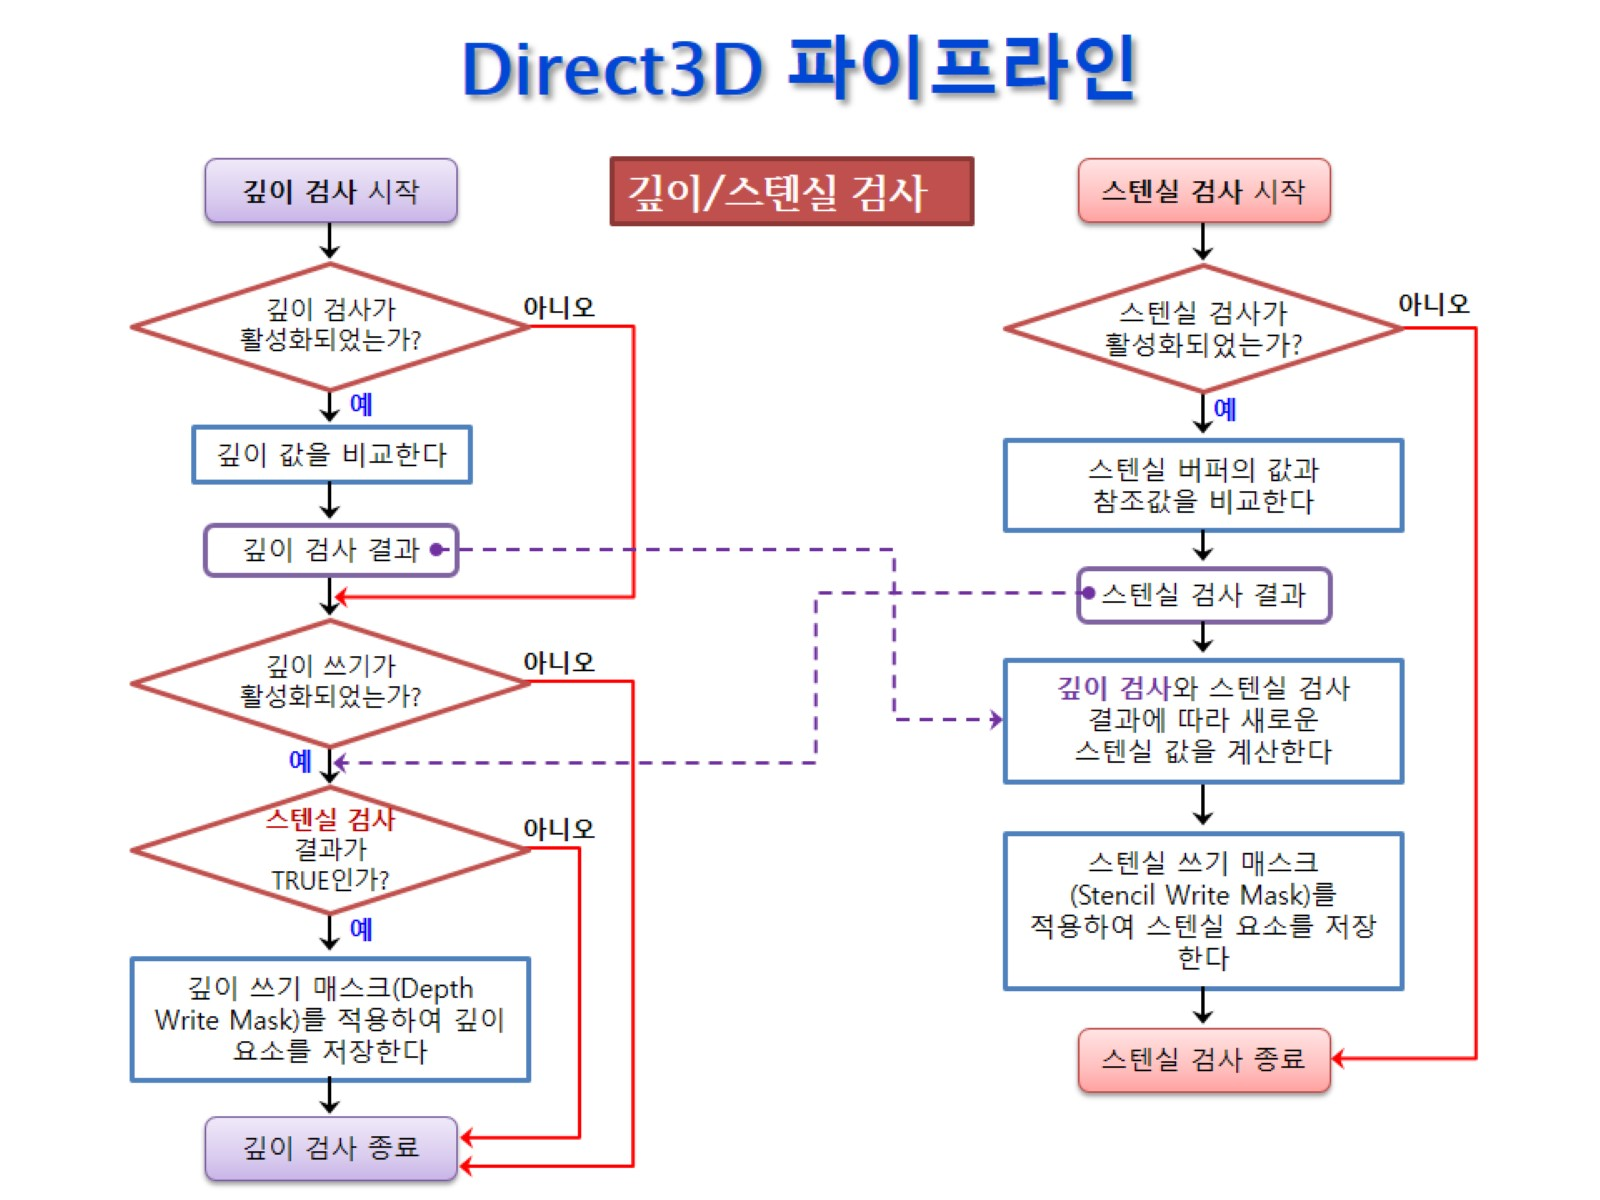 Direct3D 파이프라인
깊이/스텐실 검사
깊이 검사 시작
깊이 검사가
활성화되었는가?
아니오
예
깊이 값을 비교한다
깊이 검사 결과
깊이 쓰기가
활성화되었는가?
아니오
예
스텐실 검사
결과가
TRUE인가?
아니오
예
깊이 쓰기 매스크(Depth
Write Mask)를 적용하여 깊이
요소를 저장한다
깊이 검사 종료
스텐실 검사 시작
스텐실 검사가
활성화되었는가?
아니오
예
스텐실 버퍼의 값과
참조값을 비교한다
스텐실 검사 결과
깊이 검사와 스텐실 검사
결과에 따라 새로운
스텐실 값을 계산한다
스텐실 쓰기 매스크
(Stencil Write Mask)를
적용하여 스텐실 요소를 저장
한다
스텐실 검사 종료